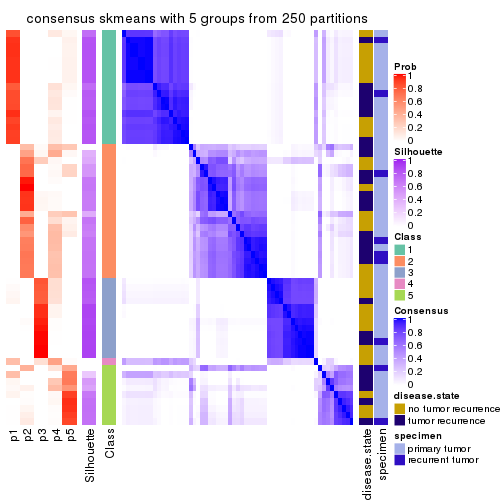 consensus skmeans with 5 groups from 250 partitions
Prob
1
0.8
0.6
0.4
0.2
0
Silhouette
1
0.8
0.6
0.4
0.2
0
Class
1
2
3
4
5
Consensus
1
0.8
0.6
0.4
0.2
0
disease.state
no tumor recurrence
tumor recurrence
specimen
primary tumor
recurrent tumor
p1
p2
p3
p4
p5
Silhouette
Class
disease.state
specimen